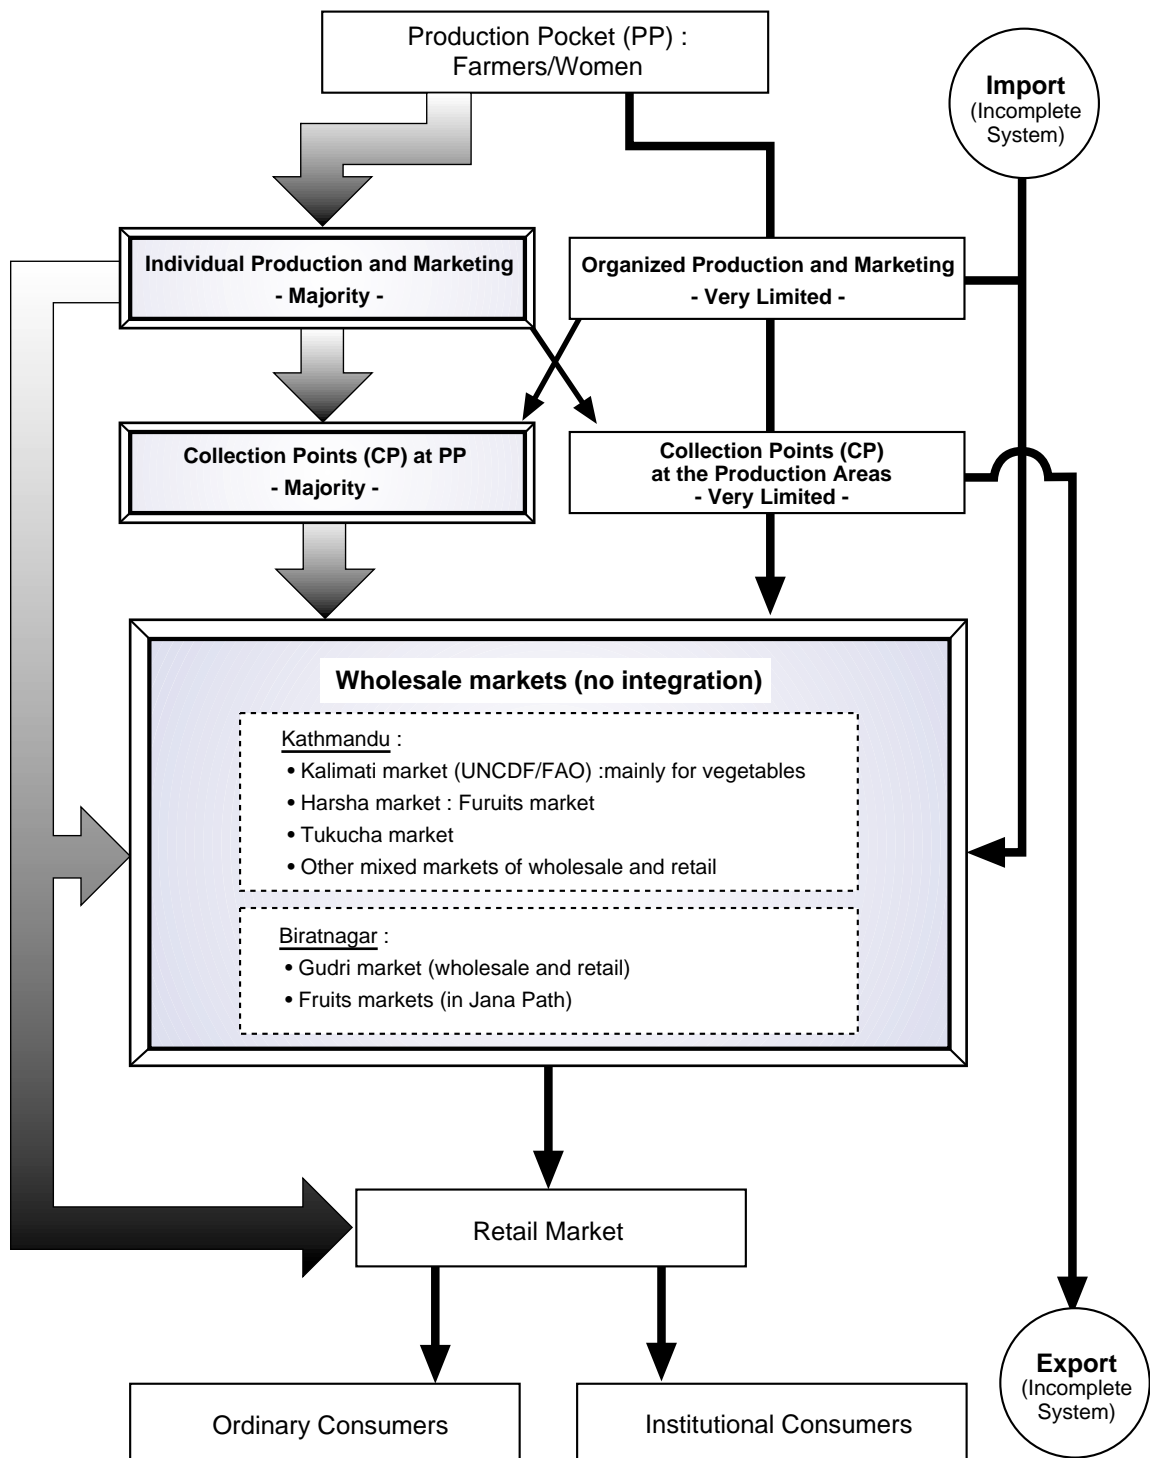 Production Pocket (PP) :
Farmers/Women
Import
(Incomplete
System)
Individual Production and Marketing
- Majority -
Organized Production and Marketing
- Very Limited -
Collection Points (CP) at PP
- Majority -
Collection Points (CP)
at the Production Areas
- Very Limited -
Wholesale markets (no integration)
Kathmandu :
• Kalimati market (UNCDF/FAO) :mainly for vegetables
• Harsha market : Furuits market
• Tukucha market
• Other mixed markets of wholesale and retail
Biratnagar :
• Gudri market (wholesale and retail)
• Fruits markets (in Jana Path)
Retail Market
Export
(Incomplete
System)
Ordinary Consumers
Institutional Consumers